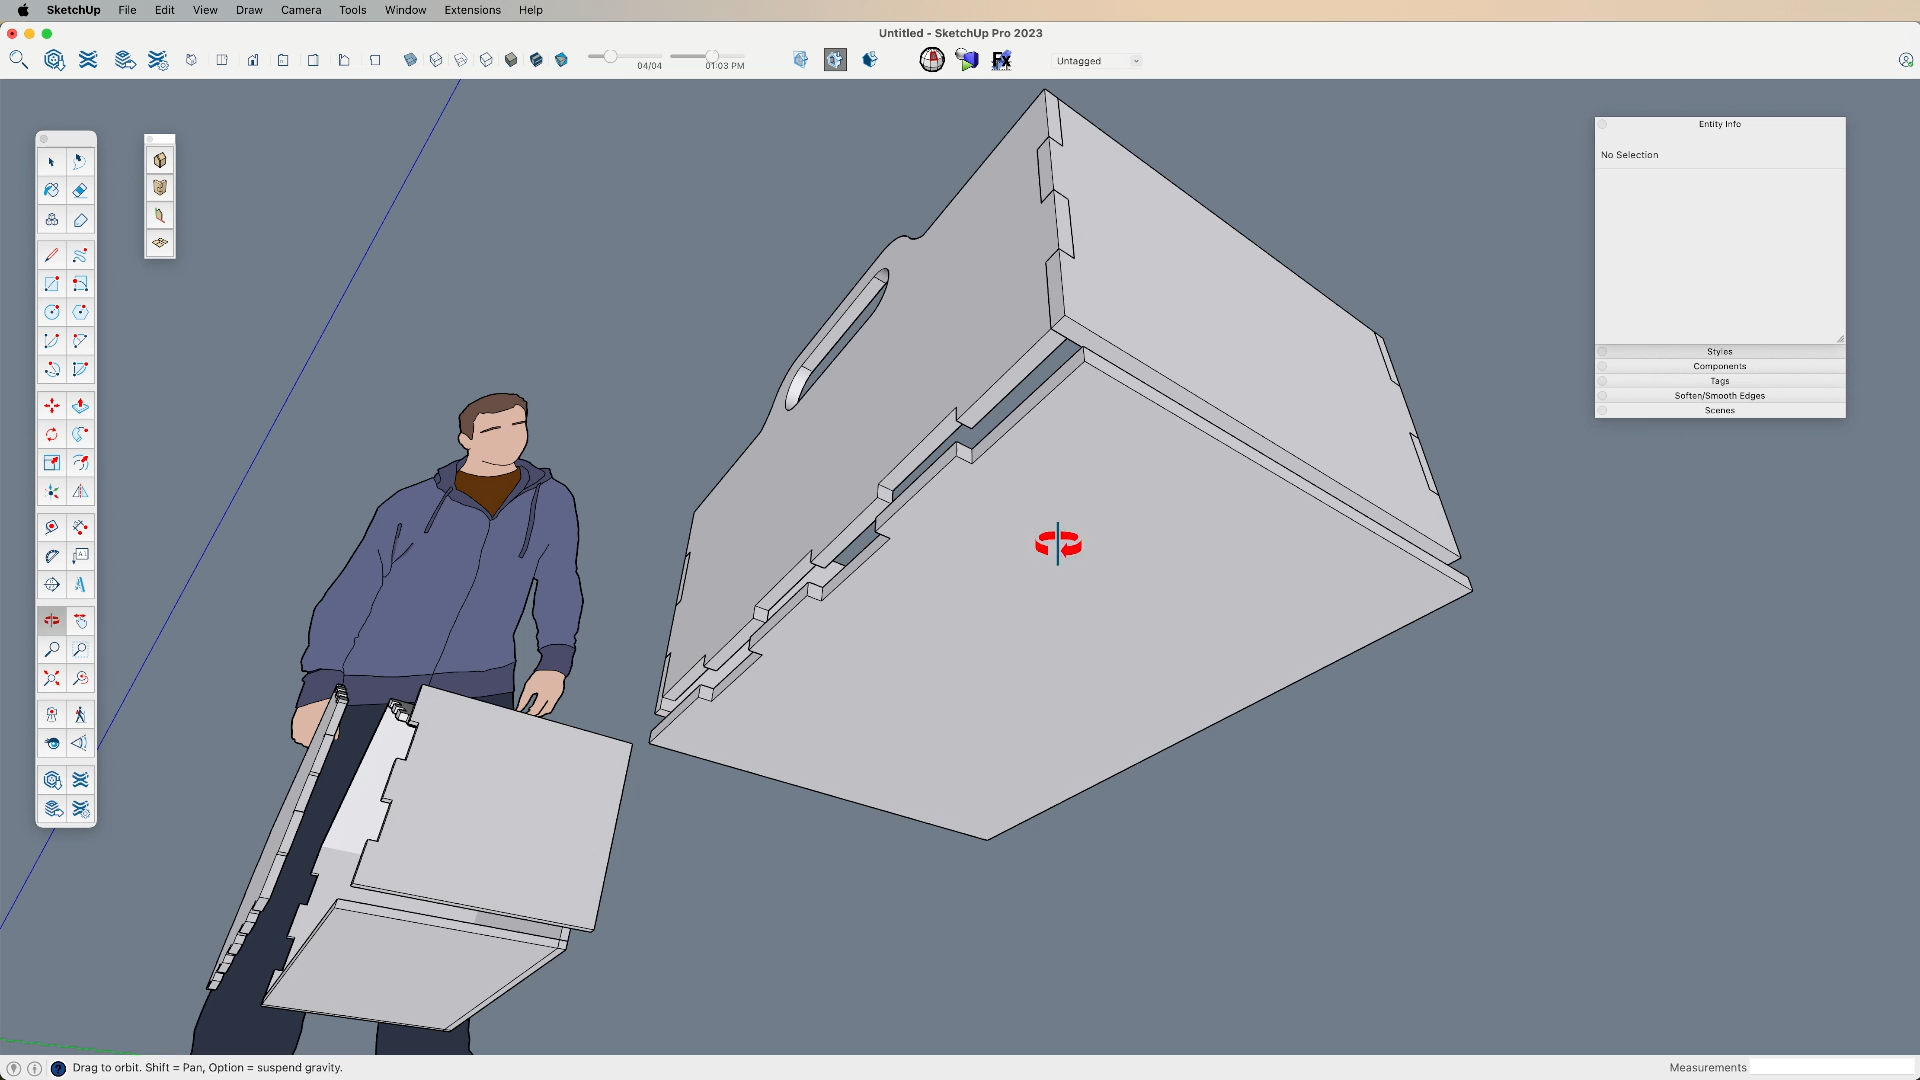 SketchUp File Edit View Draw Camera Tools Window Extensions Help
Untitled - SketchUp Pro 2023
04/04 01:03 PM Untagged
Entity Info
No Selection
Styles
Components
Tags
Soften/Smooth Edges
Scenes
Drag to orbit. Shift = Pan, Option = suspend gravity. Measurements